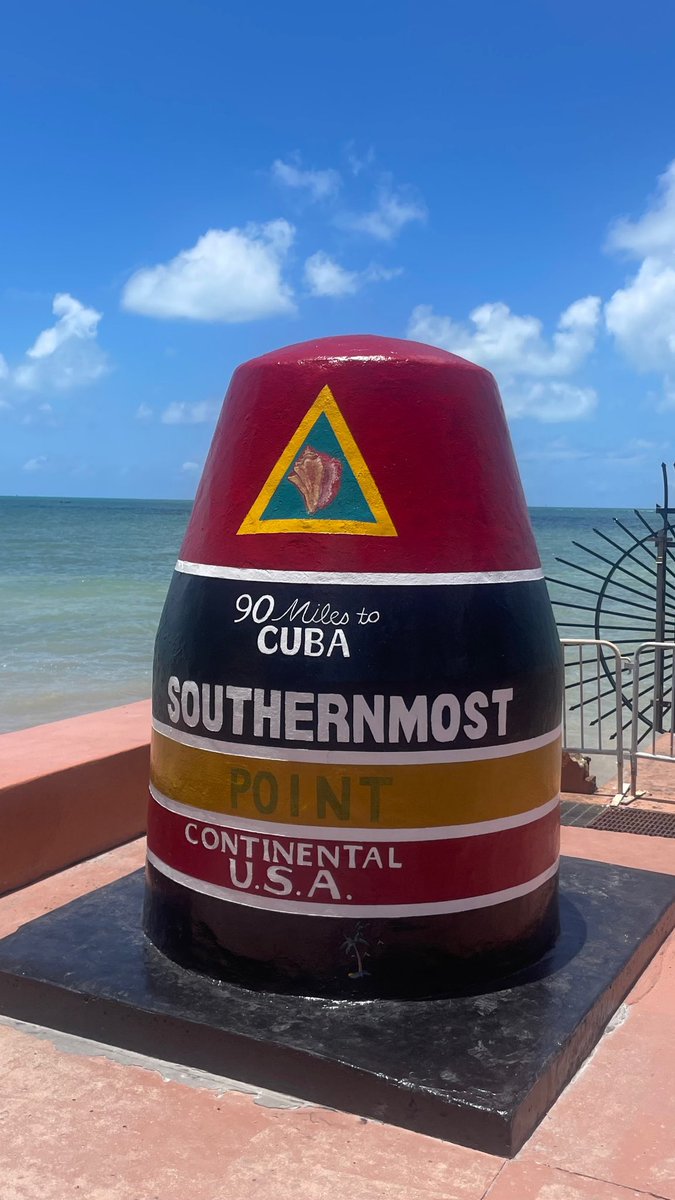 90 Miles to
CUBA
SOUTHERNMOST
POINT
CONTINENTAL
U.S.A.